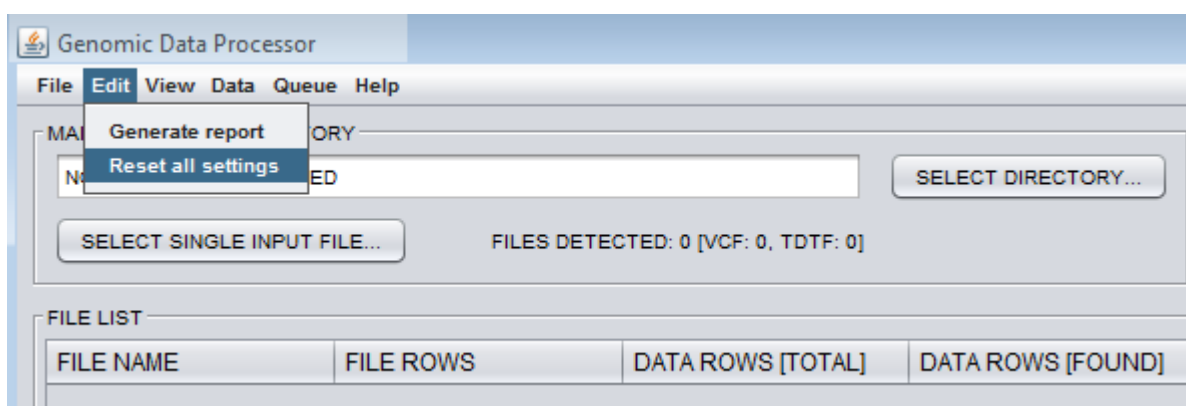 Genomic Data Processor
File Edit View Data Queue Help
Generate report
Reset all settings
MAI ORY
ED
SELECT DIRECTORY...
SELECT SINGLE INPUT FILE...
FILES DETECTED: 0 [VCF: 0, TDTF: 0]
FILE LIST
FILE NAME FILE ROWS DATA ROWS [TOTAL] DATA ROWS [FOUND]